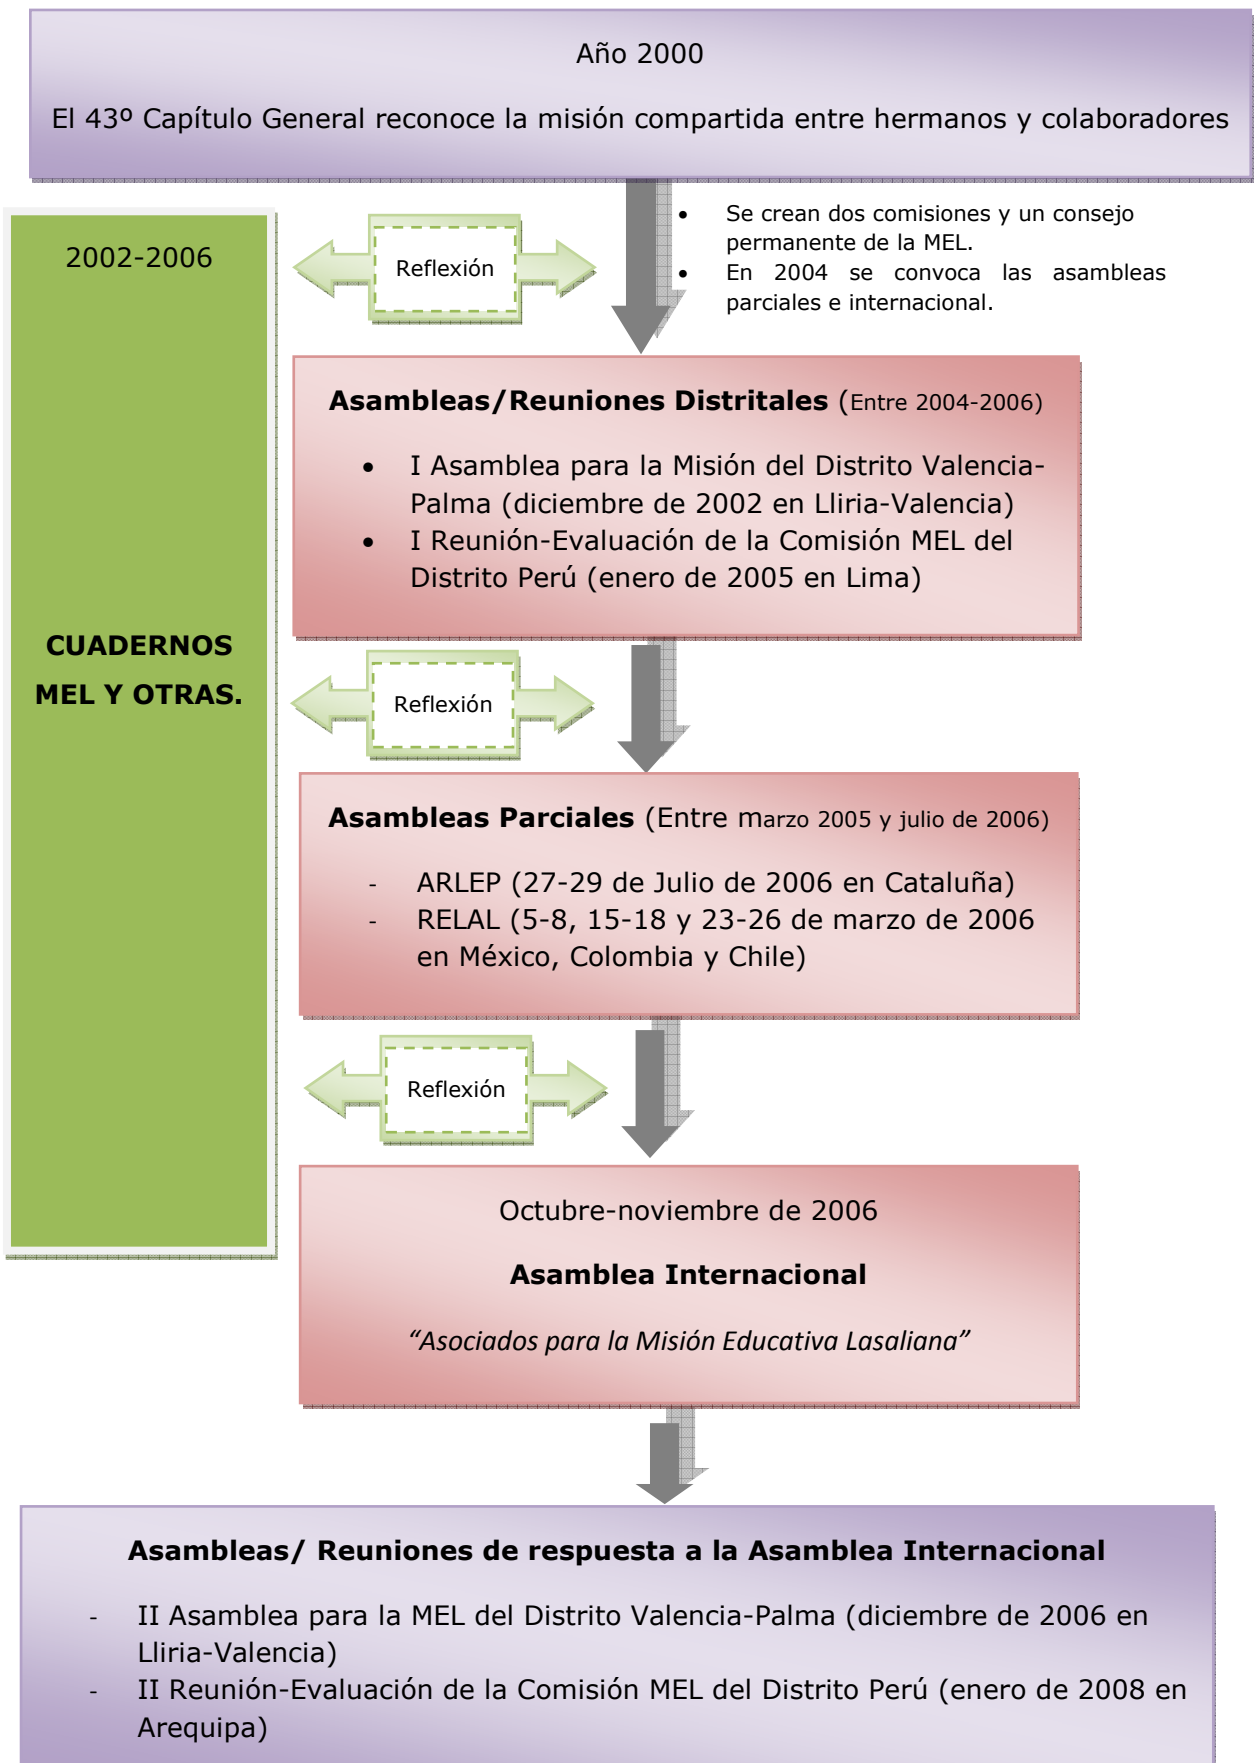 Año 2000
El 43º Capítulo General reconoce la misión compartida entre hermanos y colaboradores
2002-2006
CUADERNOS
MEL Y OTRAS.
Reflexión
• Se crean dos comisiones y un consejo
permanente de la MEL.
• En 2004 se convoca las asambleas
parciales e internacional.
Asambleas/Reuniones Distritales (Entre 2004-2006)
• I Asamblea para la Misión del Distrito Valencia-
Palma (diciembre de 2002 en Lliria-Valencia)
• I Reunión-Evaluación de la Comisión MEL del
Distrito Perú (enero de 2005 en Lima)
Reflexión
Asambleas Parciales (Entre marzo 2005 y julio de 2006)
- ARLEP (27-29 de Julio de 2006 en Cataluña)
- RELAL (5-8, 15-18 y 23-26 de marzo de 2006
en México, Colombia y Chile)
Reflexión
Octubre-noviembre de 2006
Asamblea Internacional
“Asociados para la Misión Educativa Lasaliana”
Asambleas/ Reuniones de respuesta a la Asamblea Internacional
- II Asamblea para la MEL del Distrito Valencia-Palma (diciembre de 2006 en
Lliria-Valencia)
- II Reunión-Evaluación de la Comisión MEL del Distrito Perú (enero de 2008 en
Arequipa)